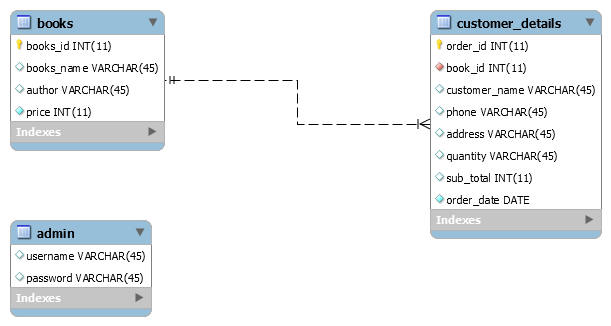 books
books_id INT(11)
books_name VARCHAR(45)
author VARCHAR(45)
price INT(11)
Indexes
customer_details
order_id INT(11)
book_id INT(11)
customer_name VARCHAR(45)
phone VARCHAR(45)
address VARCHAR(45)
quantity VARCHAR(45)
sub_total INT(11)
order_date DATE
Indexes
admin
username VARCHAR(45)
password VARCHAR(45)
Indexes